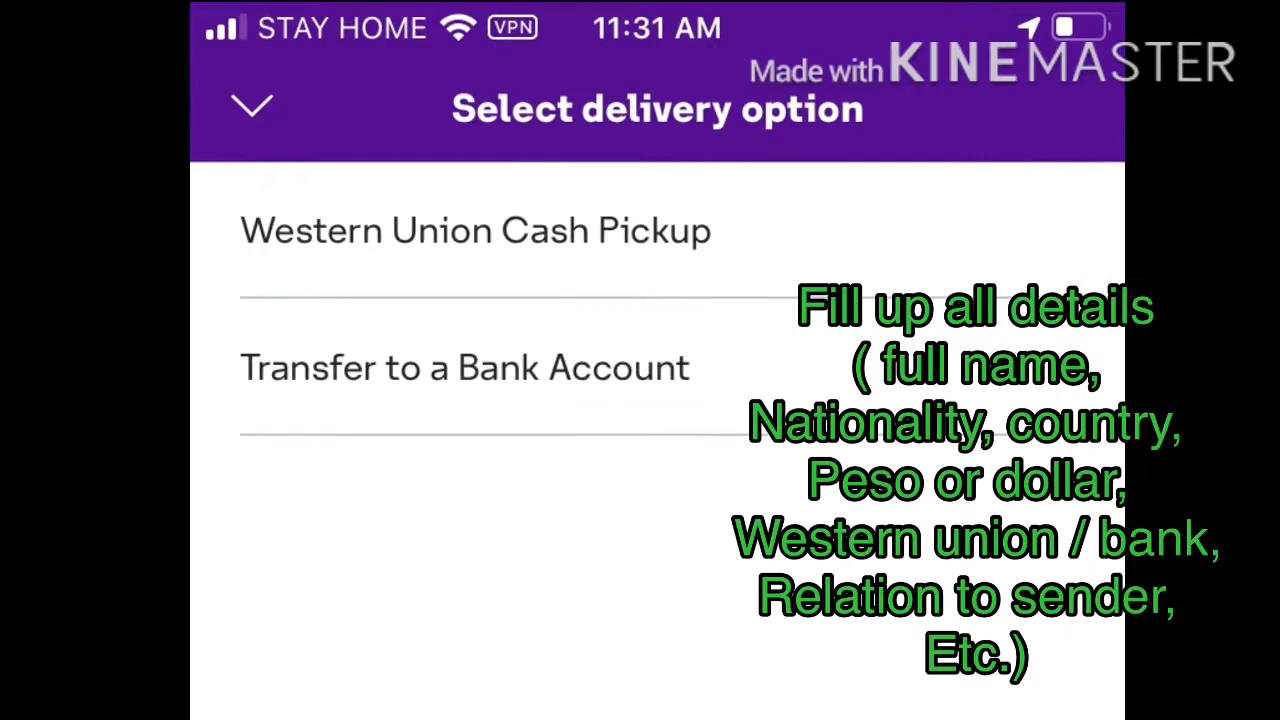 STAY HOME VPN 11:31 AM
Made with KINEMASTER
Select delivery option
Western Union Cash Pickup
Transfer to a Bank Account
Fill up all details
( full name,
Nationality, country,
Peso or dollar,
Western union / bank,
Relation to sender,
Etc.)